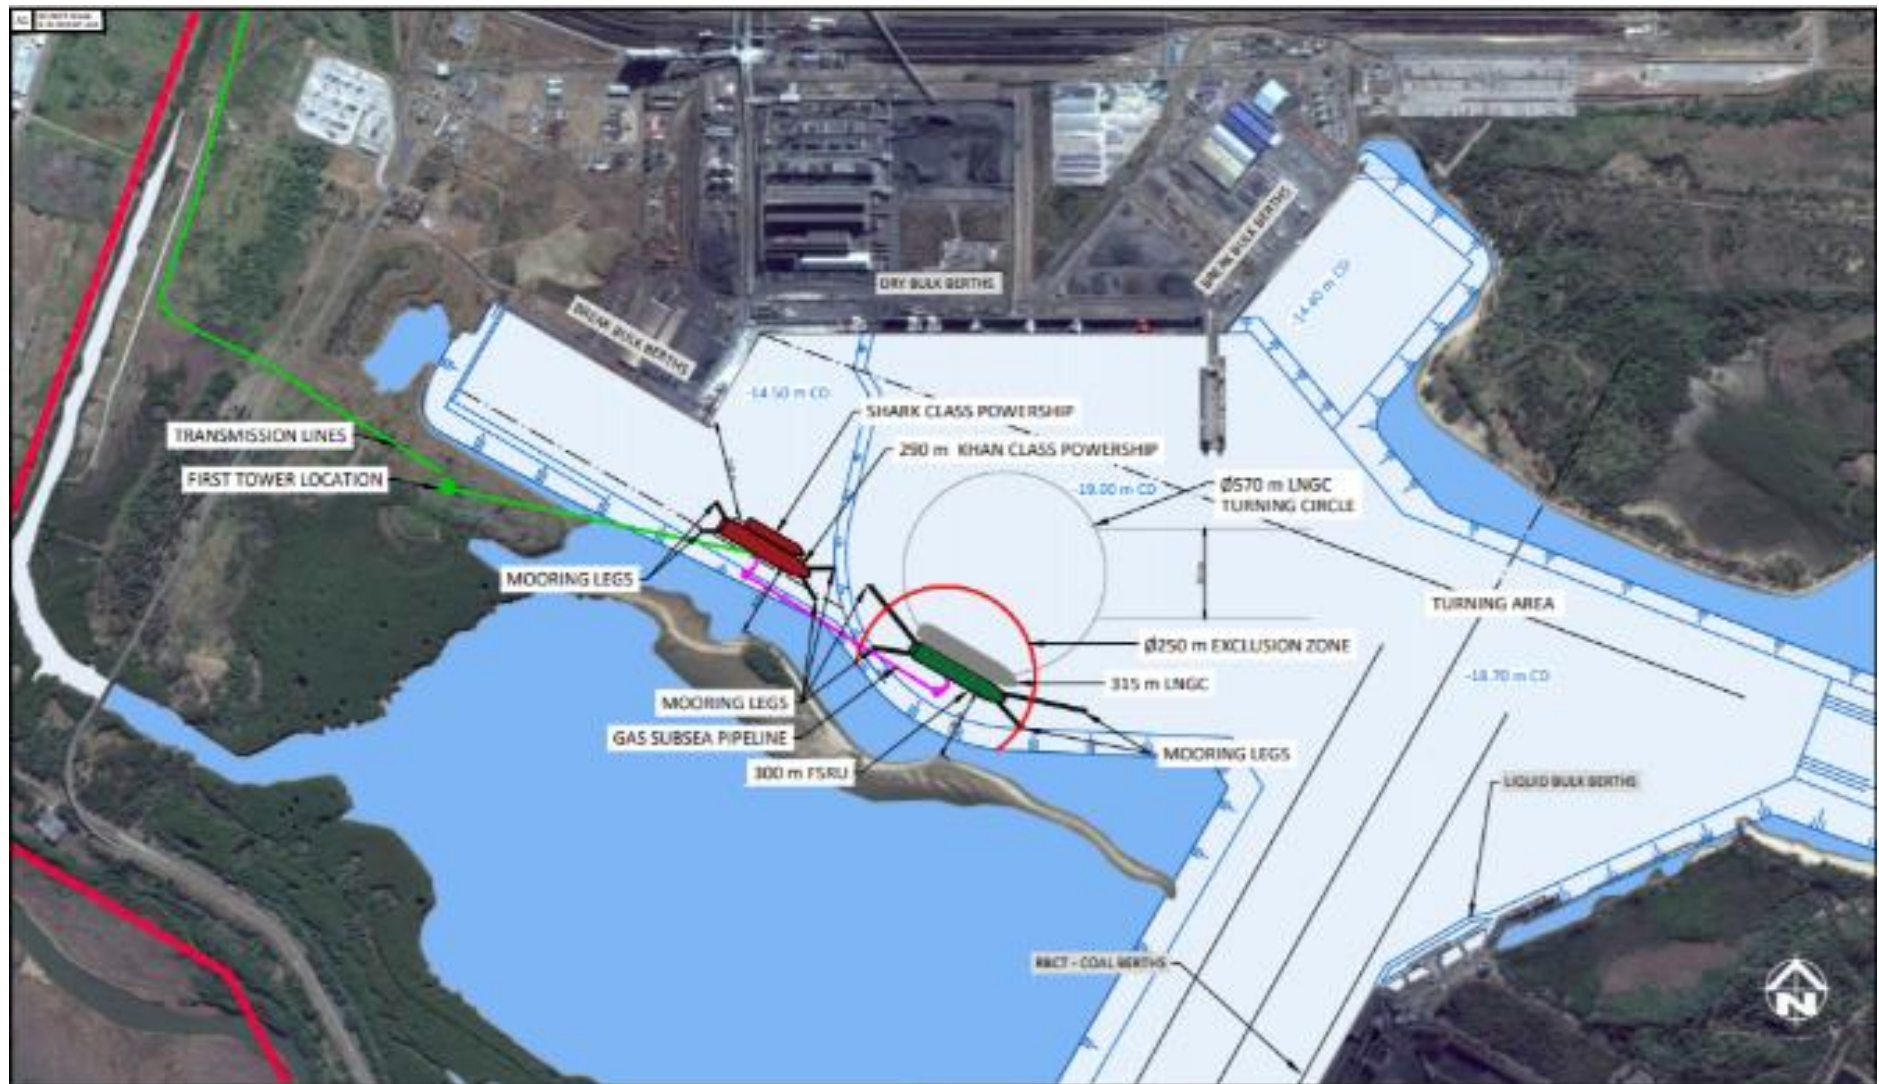 DRY BULK BERTHS
BREAK BULK BERTHS
BREAK BULK BERTHS
-14.40 m CD
-14.50 m CD
SHARK CLASS POWERSHIP
TRANSMISSION LINES
290 m KHAN CLASS POWERSHIP
FIRST TOWER LOCATION
-19.00 m CD
Ø570 m LNGC
TURNING CIRCLE
MOORING LEGS
TURNING AREA
Ø250 m EXCLUSION ZONE
-18.70 m CD
315 m LNGC
MOORING LEGS
GAS SUBSEA PIPELINE
MOORING LEGS
300 m FSRU
LIQUID BULK BERTHS
RBCT - COAL BERTHS
N